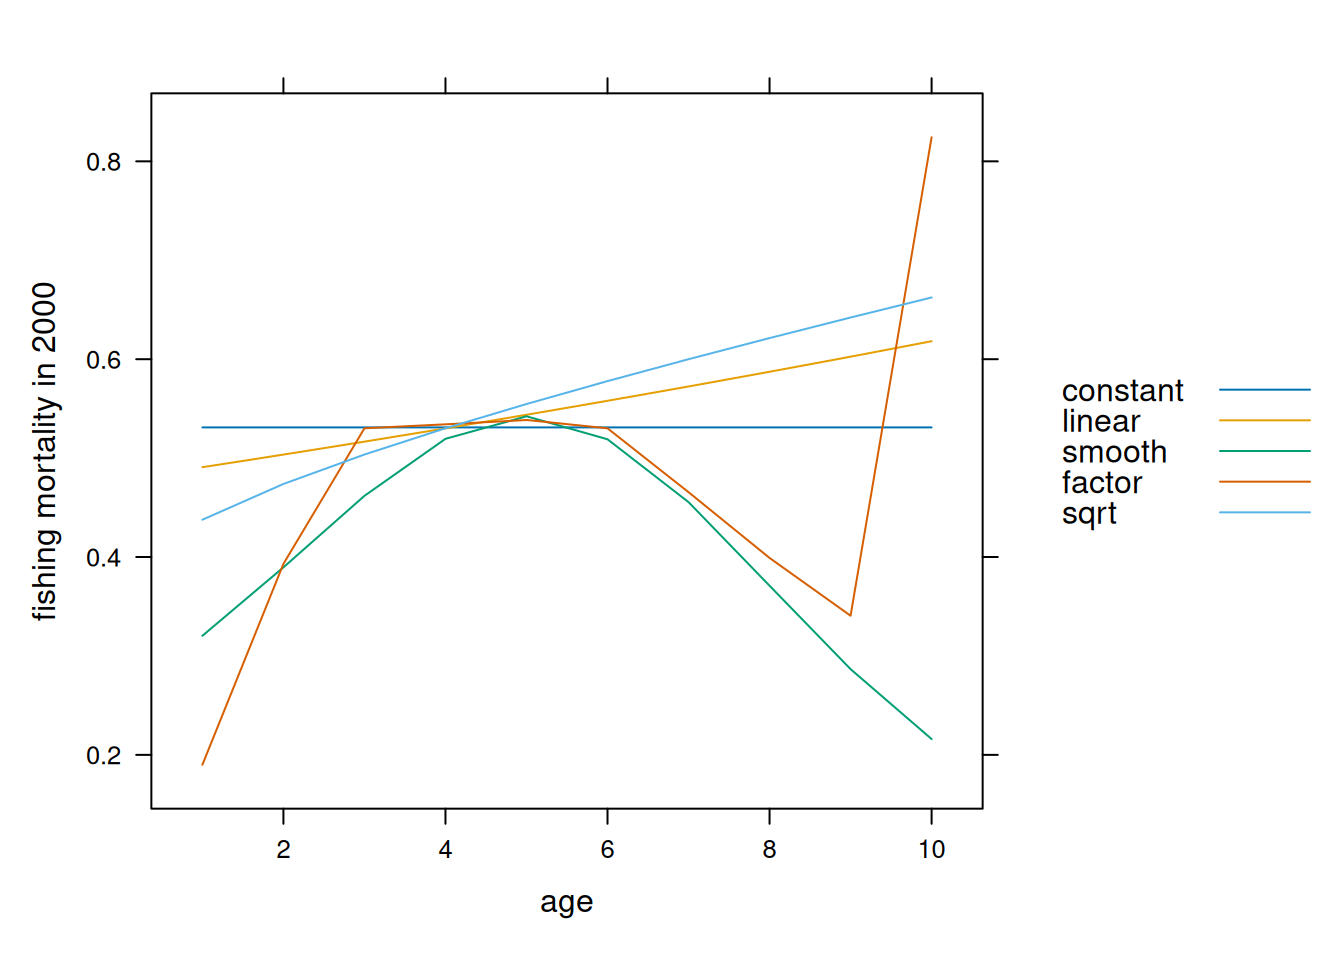 0.8
0.6
0.4
0.2
fishing mortality in 2000
2 4 6 8 10
age
constant
linear
smooth
factor
sqrt